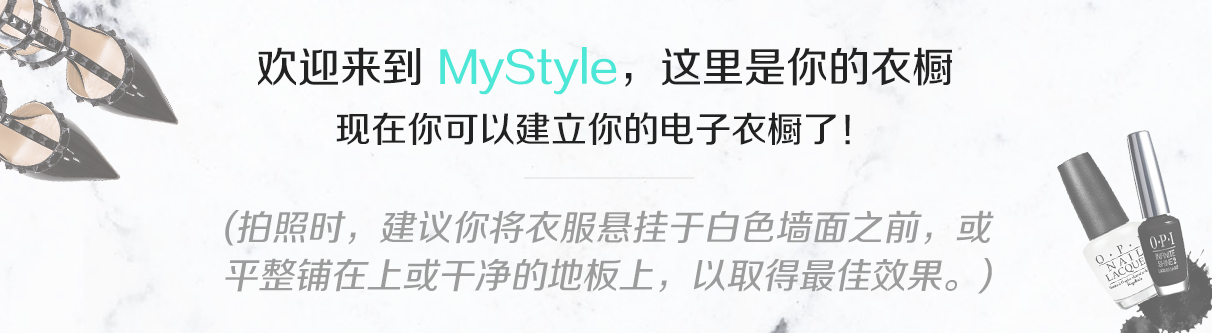 欢迎来到 MyStyle，这里是你的衣橱
现在你可以建立你的电子衣橱了！
(拍照时，建议你将衣服悬挂于白色墙面之前，或
平整铺在上或干净的地板上，以取得最佳效果。)
O.P.I
NAIL
LACQUER
O·P·I
INFINITE
SHINE